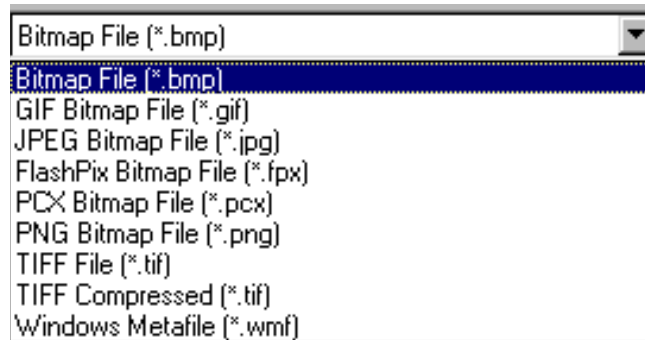 Bitmap File (*.bmp)
Bitmap File (*.bmp)
GIF Bitmap File (*.gif)
JPEG Bitmap File (*.jpg)
FlashPix Bitmap File (*.fpx)
PCX Bitmap File (*.pcx)
PNG Bitmap File (*.png)
TIFF File (*.tif)
TIFF Compressed (*.tif)
Windows Metafile (*.wmf)